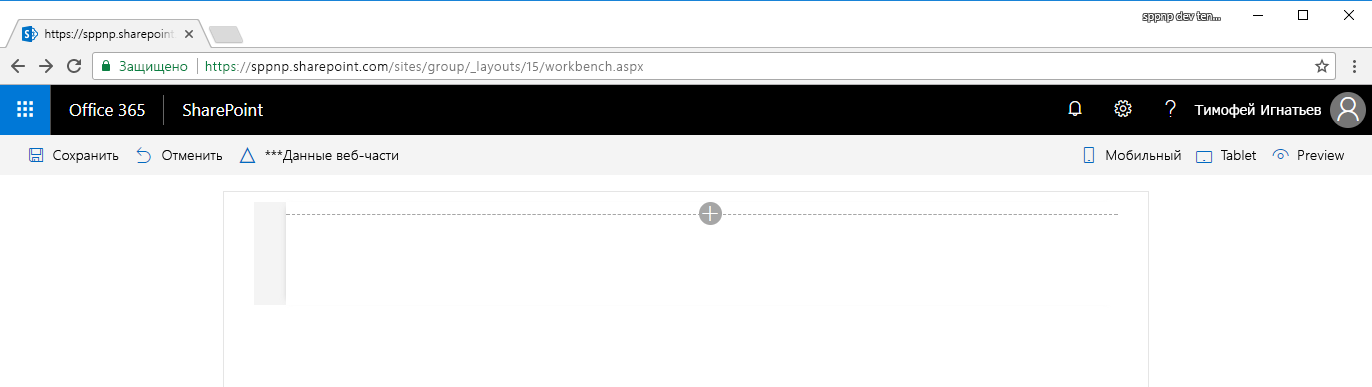 sppnp dev ten...
https://sppnp.sharepoint
Защищено https://sppnp.sharepoint.com/sites/group/_layouts/15/workbench.aspx
Office 365 SharePoint ? Тимофей Игнатьев
Сохранить Отменить ***Данные веб-части Мобильный Tablet Preview